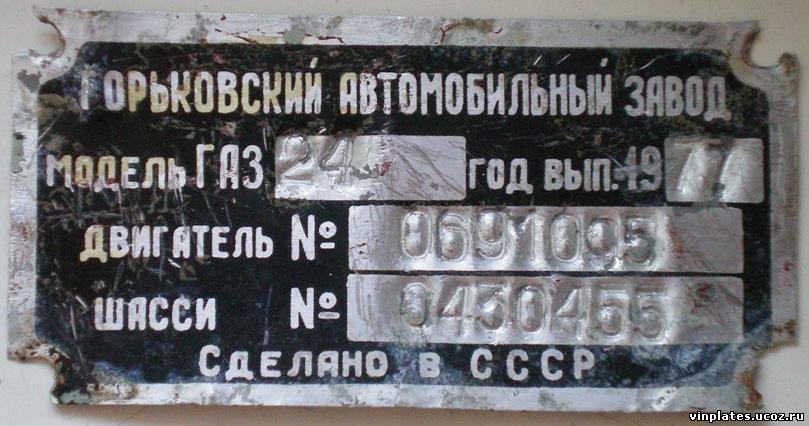 ГОРЬКОВСКИЙ АВТОМОБИЛЬНЫЙ ЗАВОД
МОДЕЛЬ ГАЗ 24 ГОД ВЫП. 1977
ДВИГАТЕЛЬ № 0691095
ШАССИ № 0430455
СДЕЛАНО В СССР
vinplates.ucoz.ru